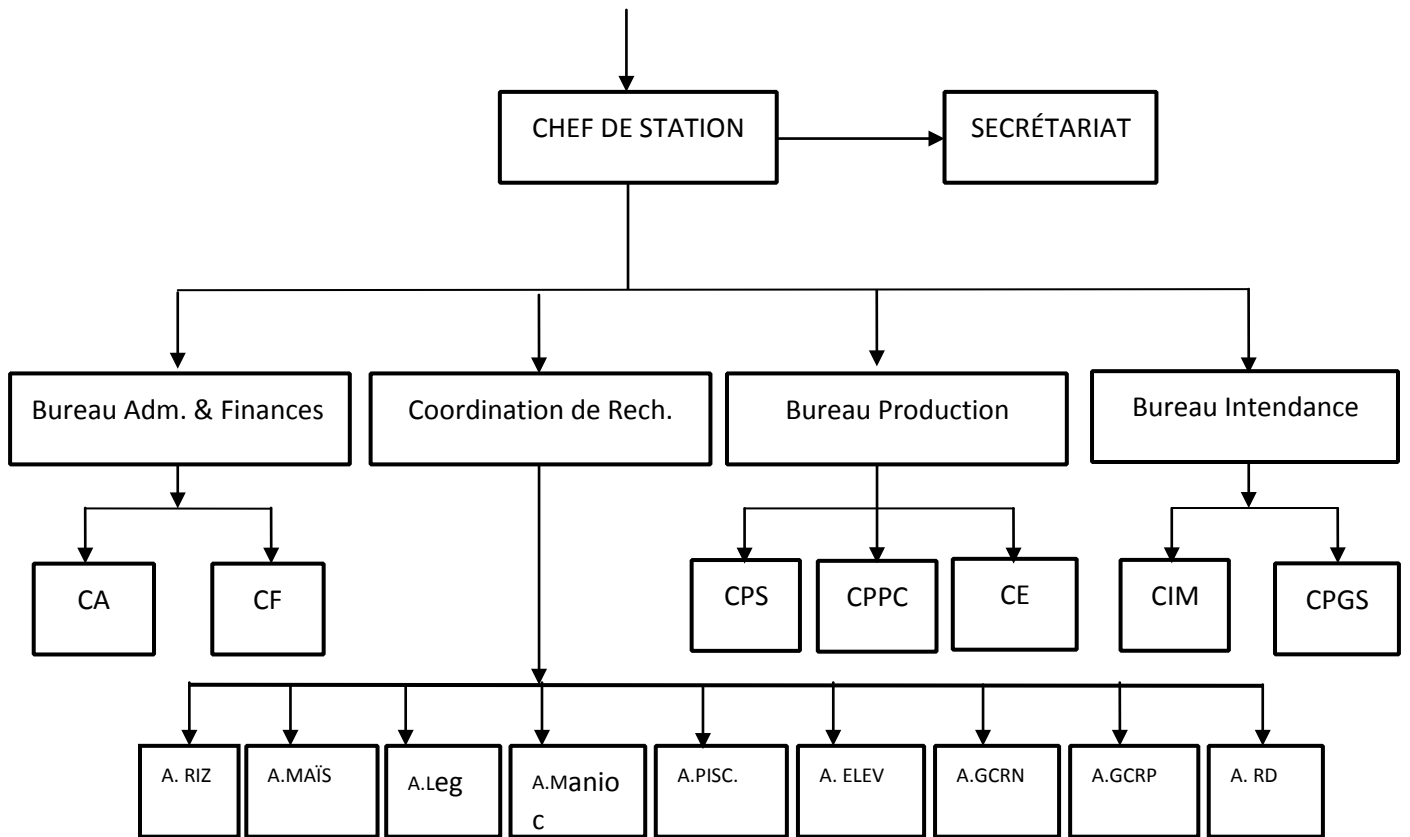 CHEF DE STATION
SECRÉTARIAT
Bureau Adm. & Finances
Coordination de Rech.
Bureau Production
Bureau Intendance
CA
CF
CPS
CPPC
CE
CIM
CPGS
A. RIZ
A.MAÏS
A.Leg
A.Manio
c
A.PISC.
A. ELEV
A.GCRN
A.GCRP
A. RD